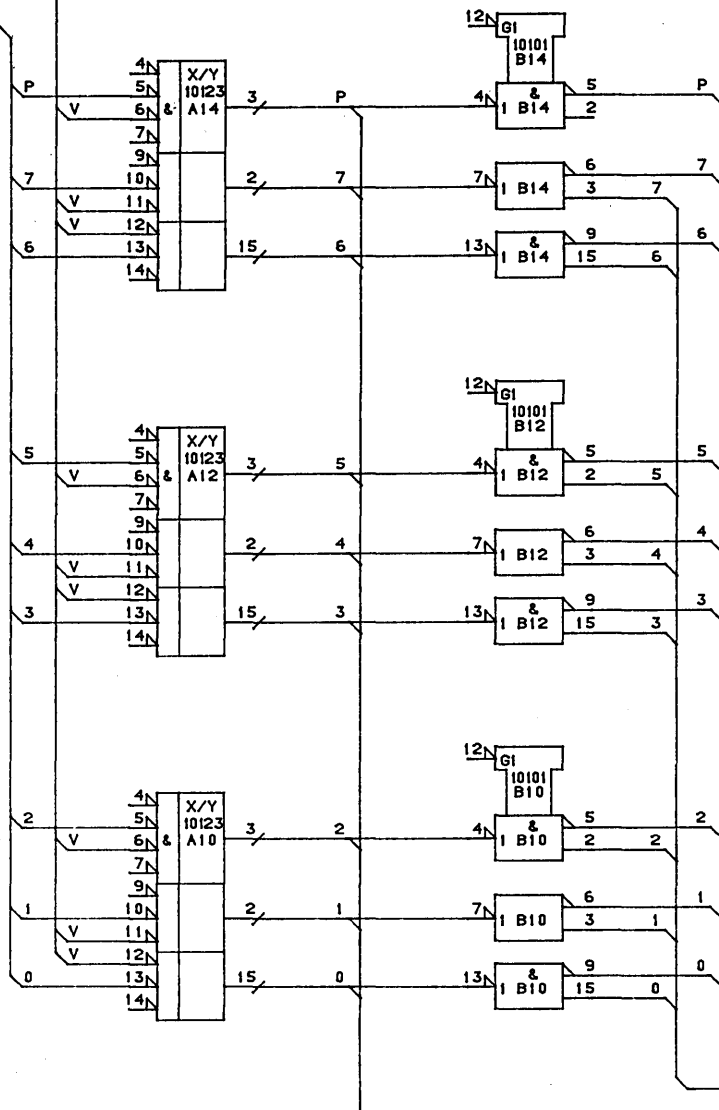 12 G1
10101
B14
4 X/Y
P 5 10123 3 P 4 & 5 P
V 6 & A14 1 B14 2
7
9
7 10 2 7 7 1 B14 6 7
V 11 3 7
V 12
6 13 15 6 13 & 9 6
14 1 B14 15 6
12 G1
10101
B12
4 X/Y
5 5 10123 3 5 4 & 5 5
V 6 & A12 1 B12 2 5
7
9
4 10 2 4 7 1 B12 6 4
V 11 3 4
V 12
3 13 15 3 13 & 9 3
14 1 B12 15 3
12 G1
10101
B10
4 X/Y
2 5 10123 3 2 4 & 5 2
V 6 & A10 1 B10 2 2
7
9
1 10 2 1 7 1 B10 6 1
V 11 3 1
V 12
0 13 15 0 13 & 9 0
14 1 B10 15 0